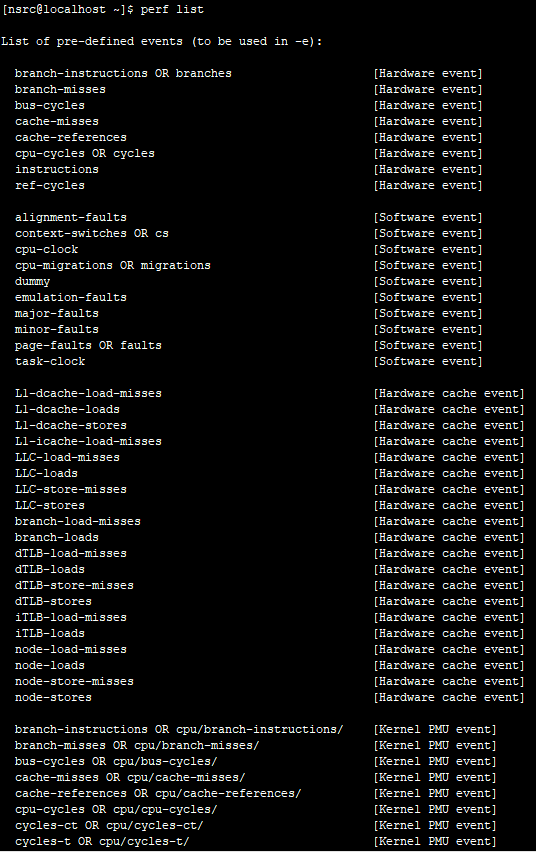 [nsrc@localhost ~]$ perf list
List of pre-defined events (to be used in -e):
branch-instructions OR branches [Hardware event]
branch-misses [Hardware event]
bus-cycles [Hardware event]
cache-misses [Hardware event]
cache-references [Hardware event]
cpu-cycles OR cycles [Hardware event]
instructions [Hardware event]
ref-cycles [Hardware event]
alignment-faults [Software event]
context-switches OR cs [Software event]
cpu-clock [Software event]
cpu-migrations OR migrations [Software event]
dummy [Software event]
emulation-faults [Software event]
major-faults [Software event]
minor-faults [Software event]
page-faults OR faults [Software event]
task-clock [Software event]
L1-dcache-load-misses [Hardware cache event]
L1-dcache-loads [Hardware cache event]
L1-dcache-stores [Hardware cache event]
L1-icache-load-misses [Hardware cache event]
LLC-load-misses [Hardware cache event]
LLC-loads [Hardware cache event]
LLC-store-misses [Hardware cache event]
LLC-stores [Hardware cache event]
branch-load-misses [Hardware cache event]
branch-loads [Hardware cache event]
dTLB-load-misses [Hardware cache event]
dTLB-loads [Hardware cache event]
dTLB-store-misses [Hardware cache event]
dTLB-stores [Hardware cache event]
iTLB-load-misses [Hardware cache event]
iTLB-loads [Hardware cache event]
node-load-misses [Hardware cache event]
node-loads [Hardware cache event]
node-store-misses [Hardware cache event]
node-stores [Hardware cache event]
branch-instructions OR cpu/branch-instructions/ [Kernel PMU event]
branch-misses OR cpu/branch-misses/ [Kernel PMU event]
bus-cycles OR cpu/bus-cycles/ [Kernel PMU event]
cache-misses OR cpu/cache-misses/ [Kernel PMU event]
cache-references OR cpu/cache-references/ [Kernel PMU event]
cpu-cycles OR cpu/cpu-cycles/ [Kernel PMU event]
cycles-ct OR cpu/cycles-ct/ [Kernel PMU event]
cycles-t OR cpu/cycles-t/ [Kernel PMU event]